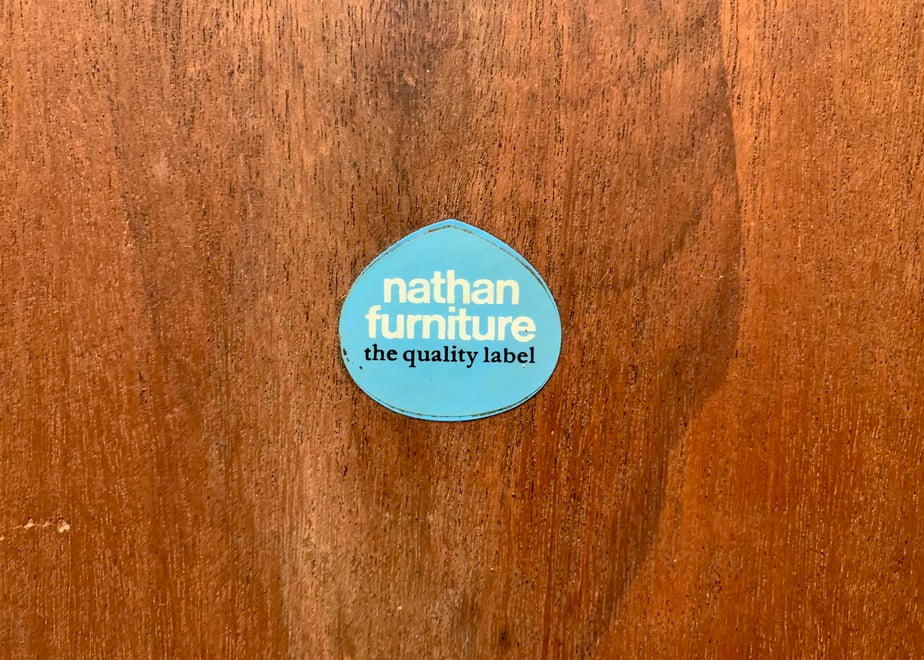 nathan
furniture
the quality label